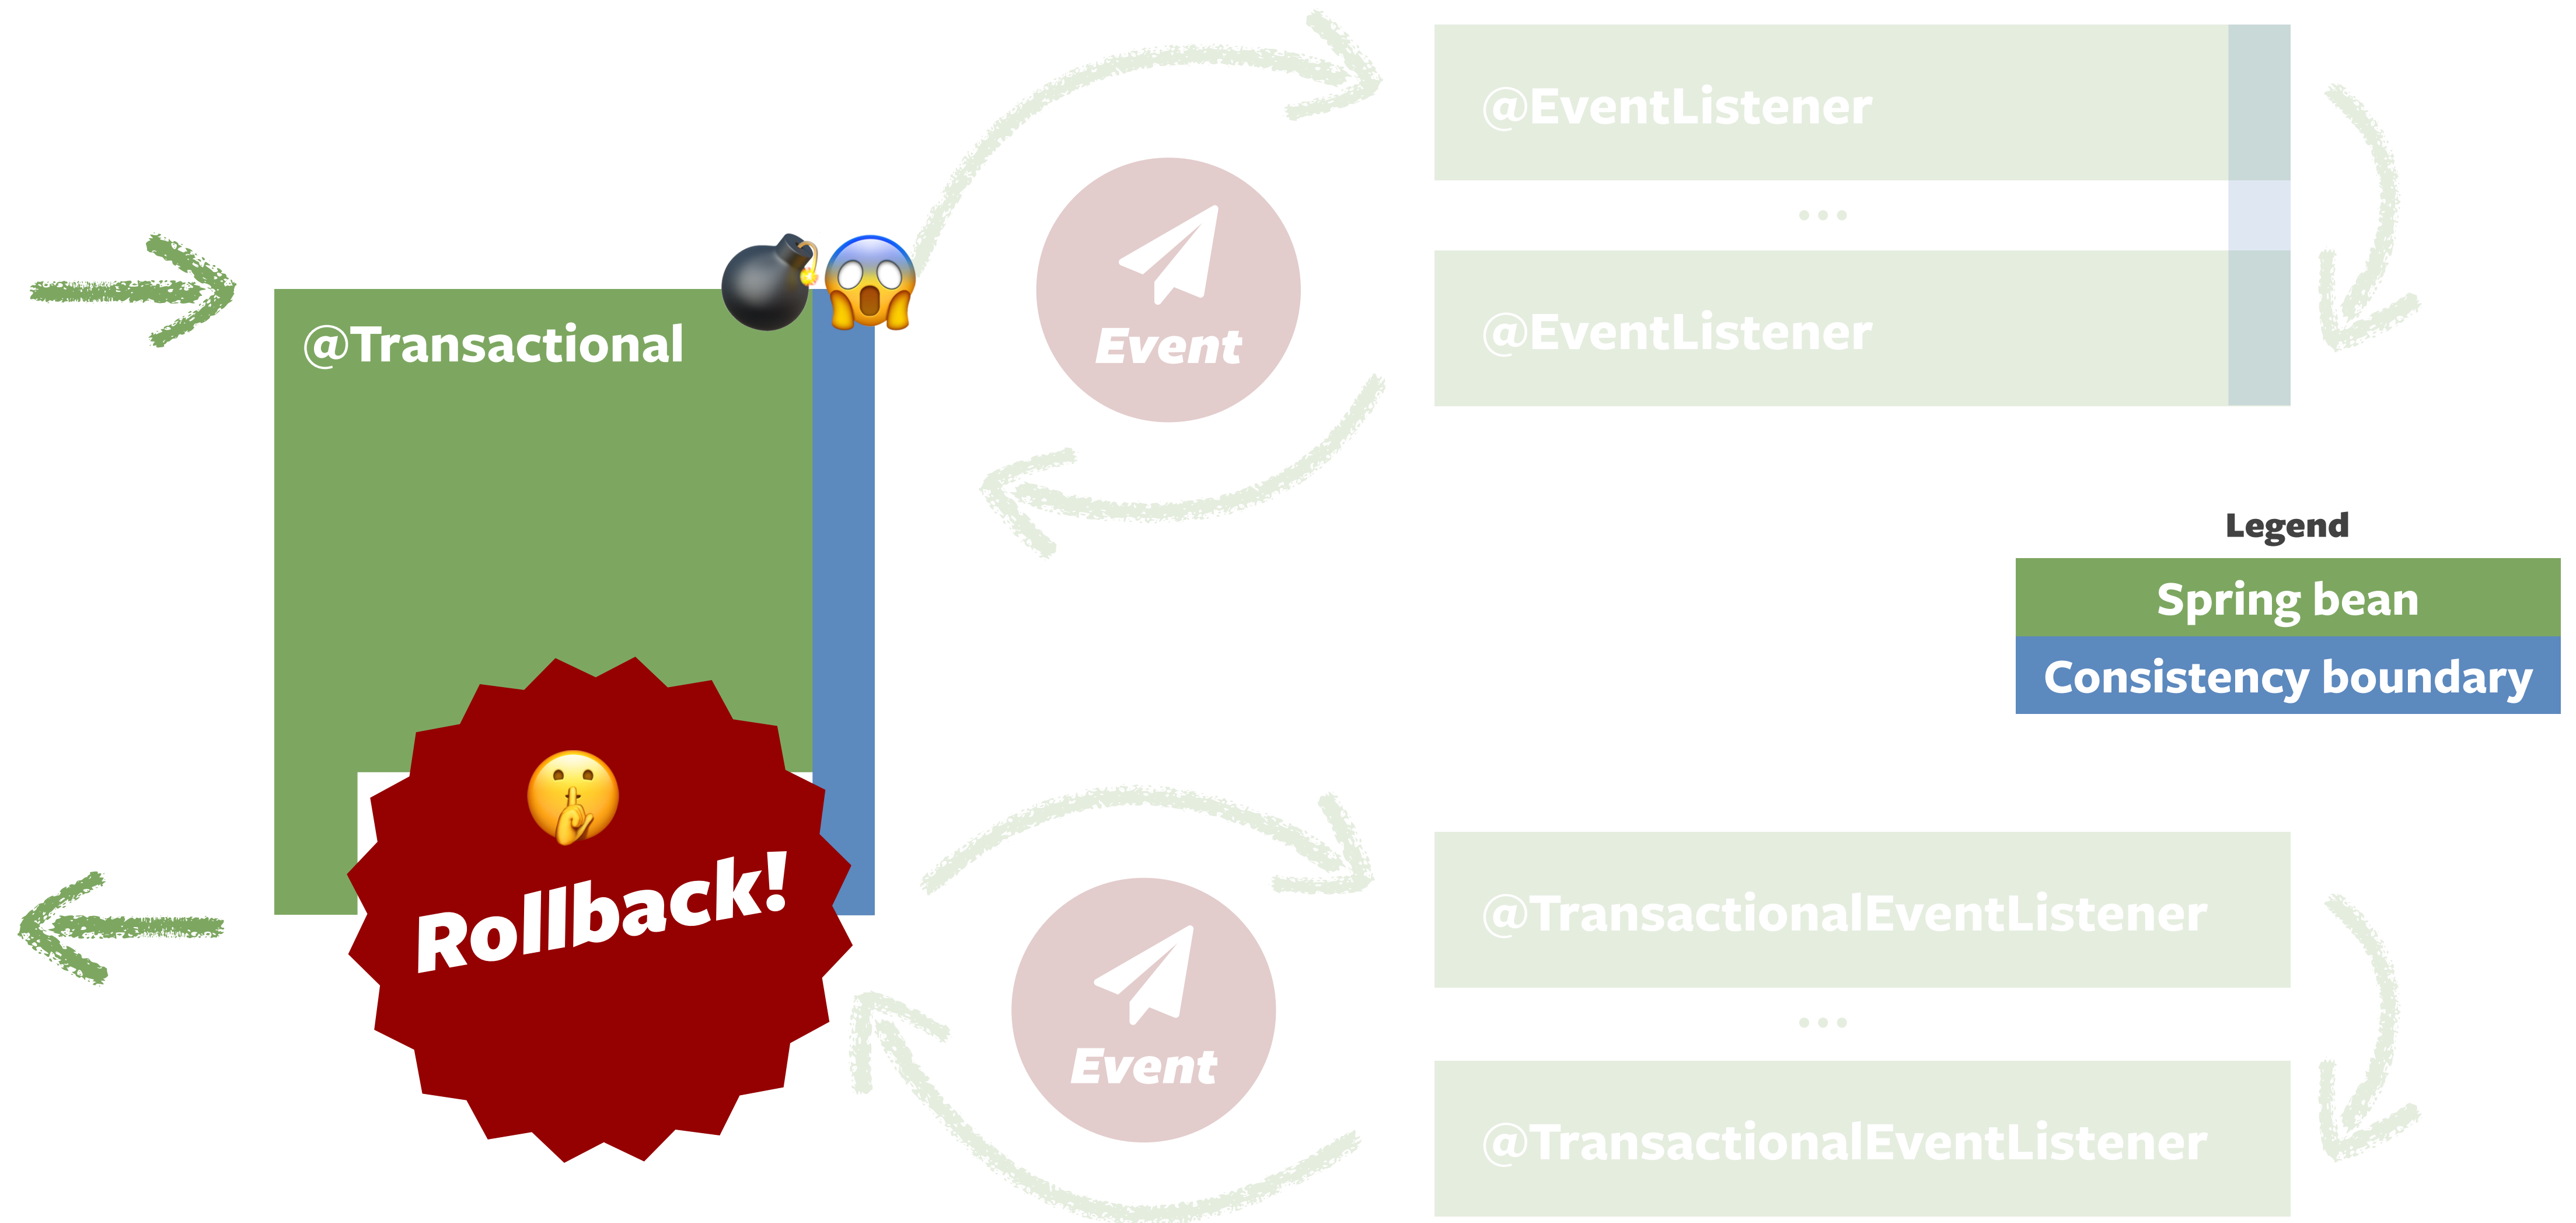 @EventListener
...
@EventListener
Event
@Transactional
Legend
Spring bean
Consistency boundary
Rollback!
@TransactionalEventListener
...
@TransactionalEventListener
Event